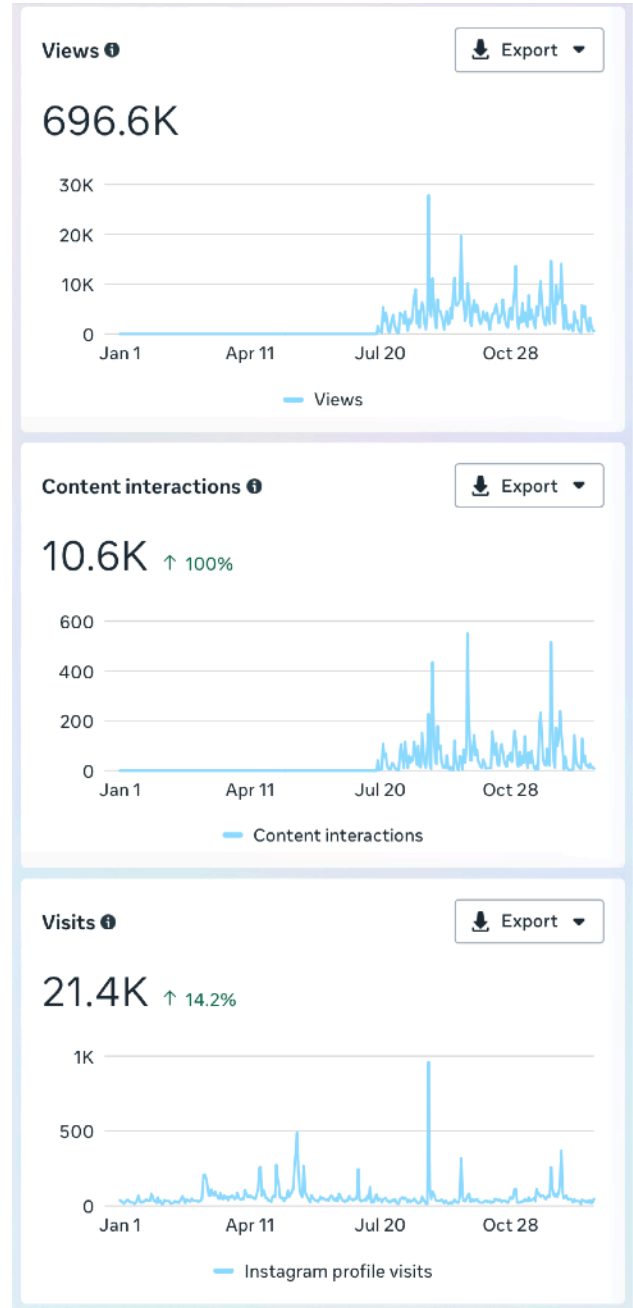 Views
Export
696.6K
30K
20K
10K
0
Jan 1 Apr 11 Jul 20 Oct 28
Views
Content interactions
Export
10.6K ↑ 100%
600
400
200
0
Jan 1 Apr 11 Jul 20 Oct 28
Content interactions
Visits
Export
21.4K ↑ 14.2%
1K
500
0
Jan 1 Apr 11 Jul 20 Oct 28
Instagram profile visits